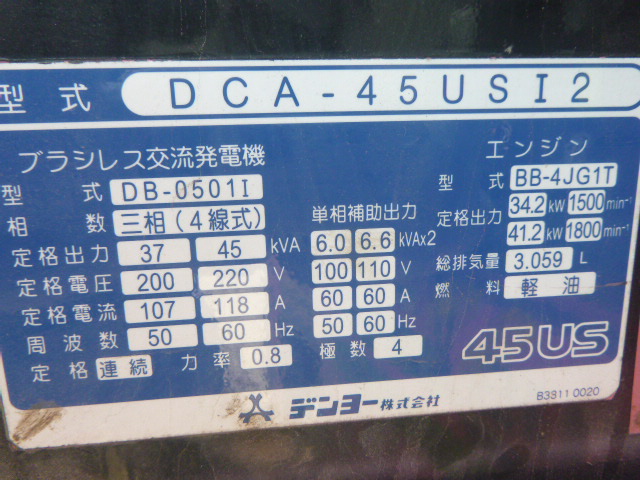 型式 DCA-45USI2
ブラシレス交流発電機
型式 DB-0501I
相数 三相(4線式)
定格出力 37 45 kVA
定格電圧 200 220 V
定格電流 107 118 A
周波数 50 60 Hz
定格 連続 力率 0.8
単相補助出力
6.0 6.6 kVA×2
100 110 V
60 60 A
50 60 Hz
極数 4
エンジン
型式 BB-4JG1T
定格出力 34.2 kW 1500 min⁻¹
41.2 kW 1800 min⁻¹
総排気量 3.059 L
燃料 軽油
45US
デンヨー株式会社
B3311 0020